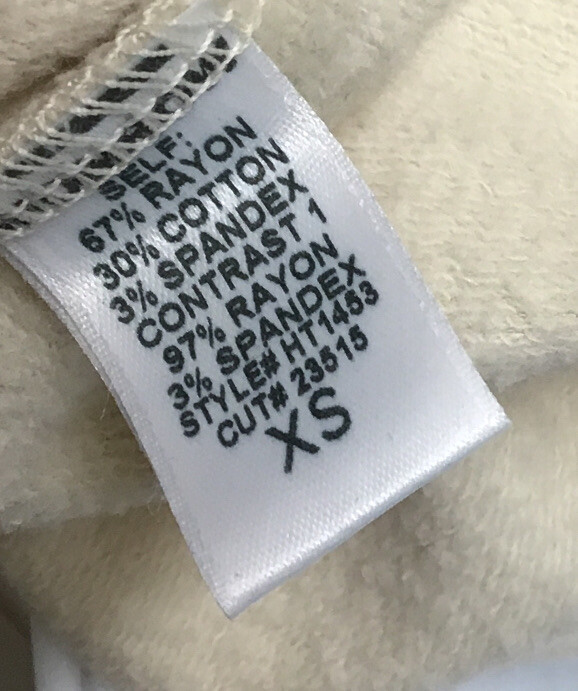 SELF:
67% RAYON
30% COTTON
3% SPANDEX
CONTRAST 1
97% RAYON
3% SPANDEX
STYLE# HT1453
CUT# 23515
XS